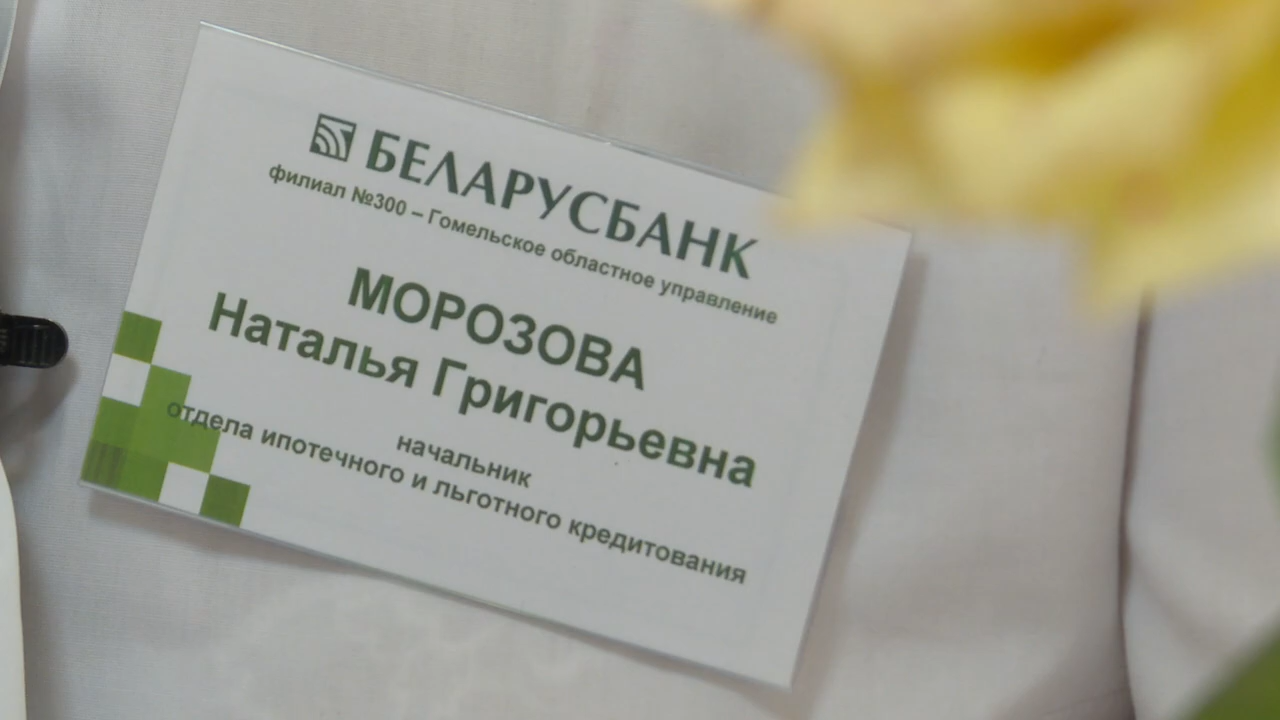 БЕЛАРУСБАНК
филиал №300 – Гомельское областное управление
МОРОЗОВА
Наталья Григорьевна
начальник
отдела ипотечного и льготного кредитования